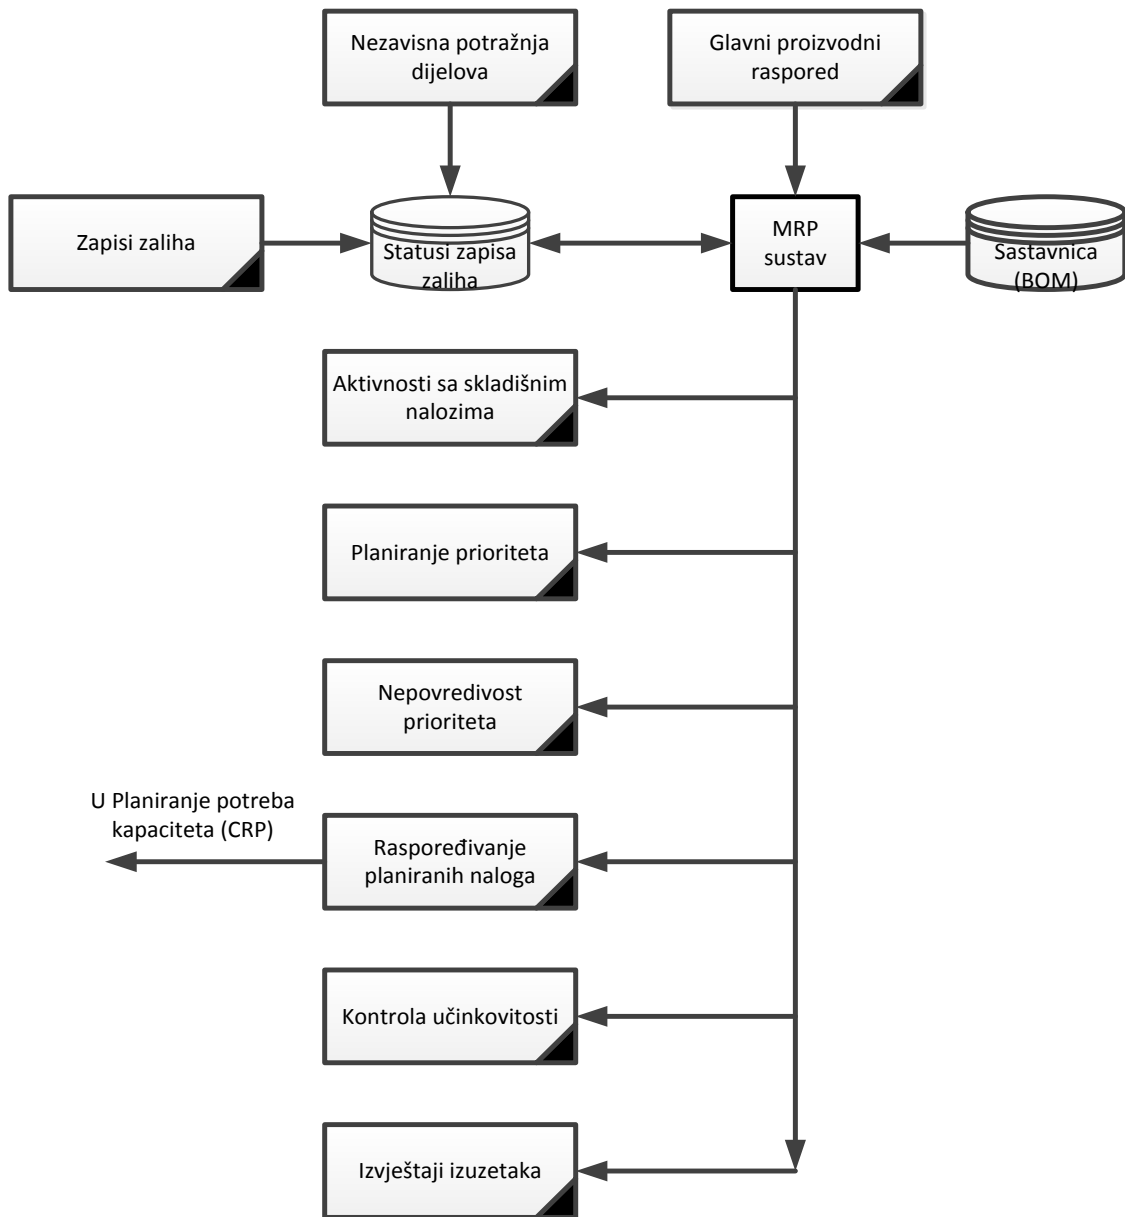 Nezavisna potražnja
dijelova
Glavni proizvodni
raspored
Zapisi zaliha
Statusi zapisa
zaliha
MRP
sustav
Sastavnica
(BOM)
Aktivnosti sa skladišnim
nalozima
Planiranje prioriteta
Nepovredivost
prioriteta
U Planiranje potreba
kapaciteta (CRP)
Raspoređivanje
planiranih naloga
Kontrola učinkovitosti
Izvještaji izuzetaka